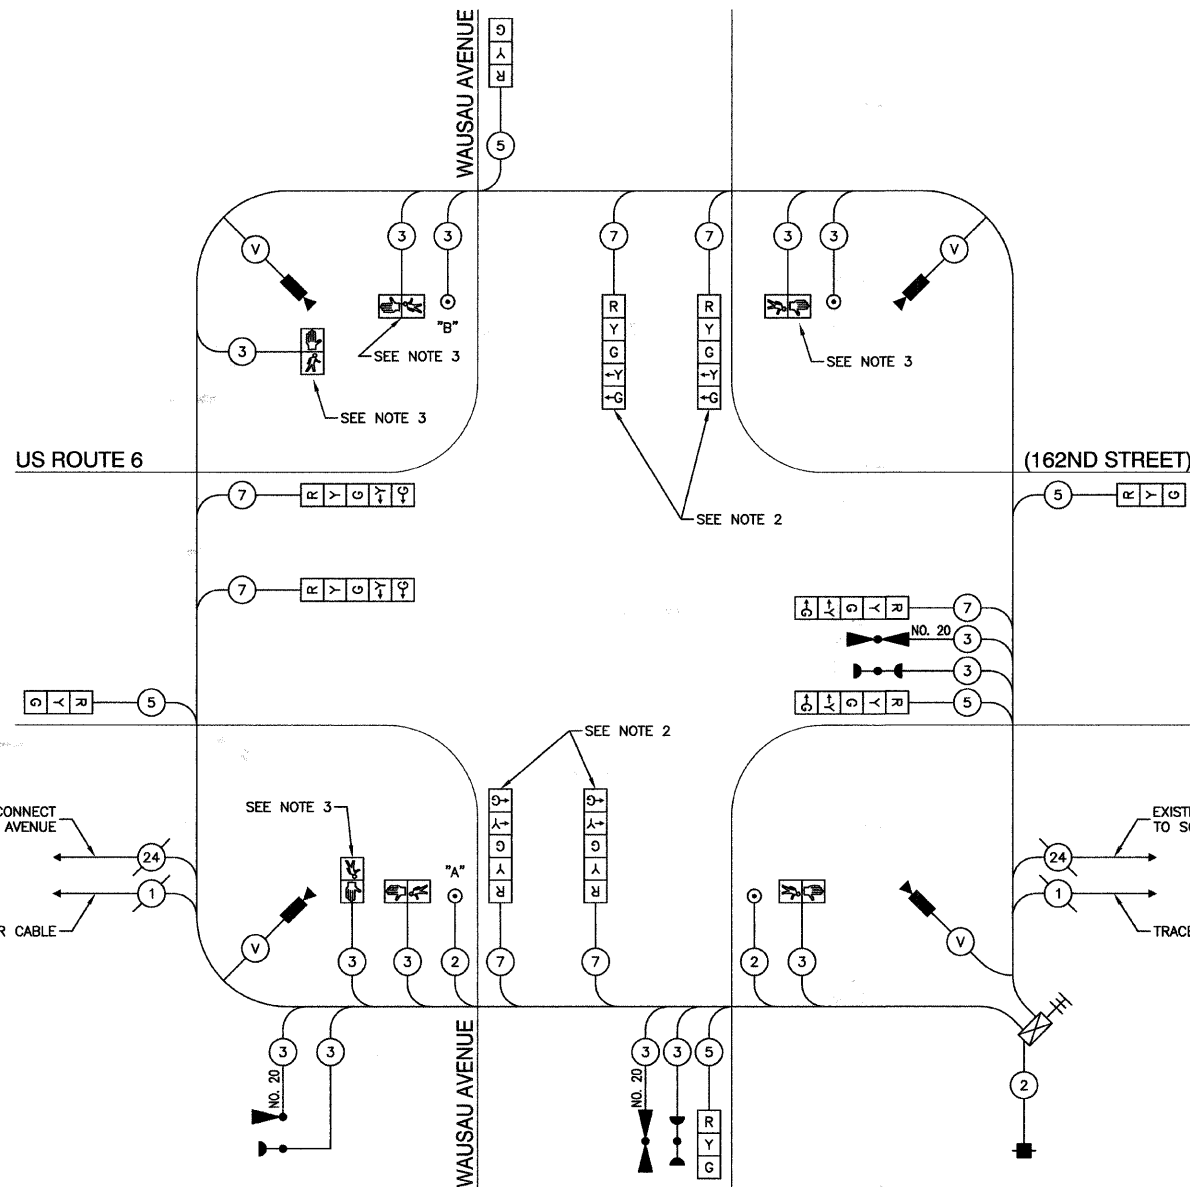 WAUSAU AVENUE
G
Y
R
5
V
3
3
7
7
3
3
V
R
Y
G
←Y
←G
R
Y
G
←Y
←G
"B"
SEE NOTE 3
SEE NOTE 3
3
SEE NOTE 3
US ROUTE 6
(162ND STREET)
7
R Y G ←Y ←G
5
R Y G
SEE NOTE 2
7
R Y G ←Y ←G
←G ←Y G Y R
7
NO. 20
3
3
G Y R
5
←G ←Y G Y R
5
SEE NOTE 2
CONNECT
AVENUE
SEE NOTE 3
←G
←Y
G
Y
R
←G
←Y
G
Y
R
EXISTI
TO SO
24
"A"
24
1
1
R CABLE
TRACE
V
3
3
2
7
7
2
3
V
3
3
NO. 20
3
3
5
NO. 20
R
Y
G
2
WAUSAU AVENUE